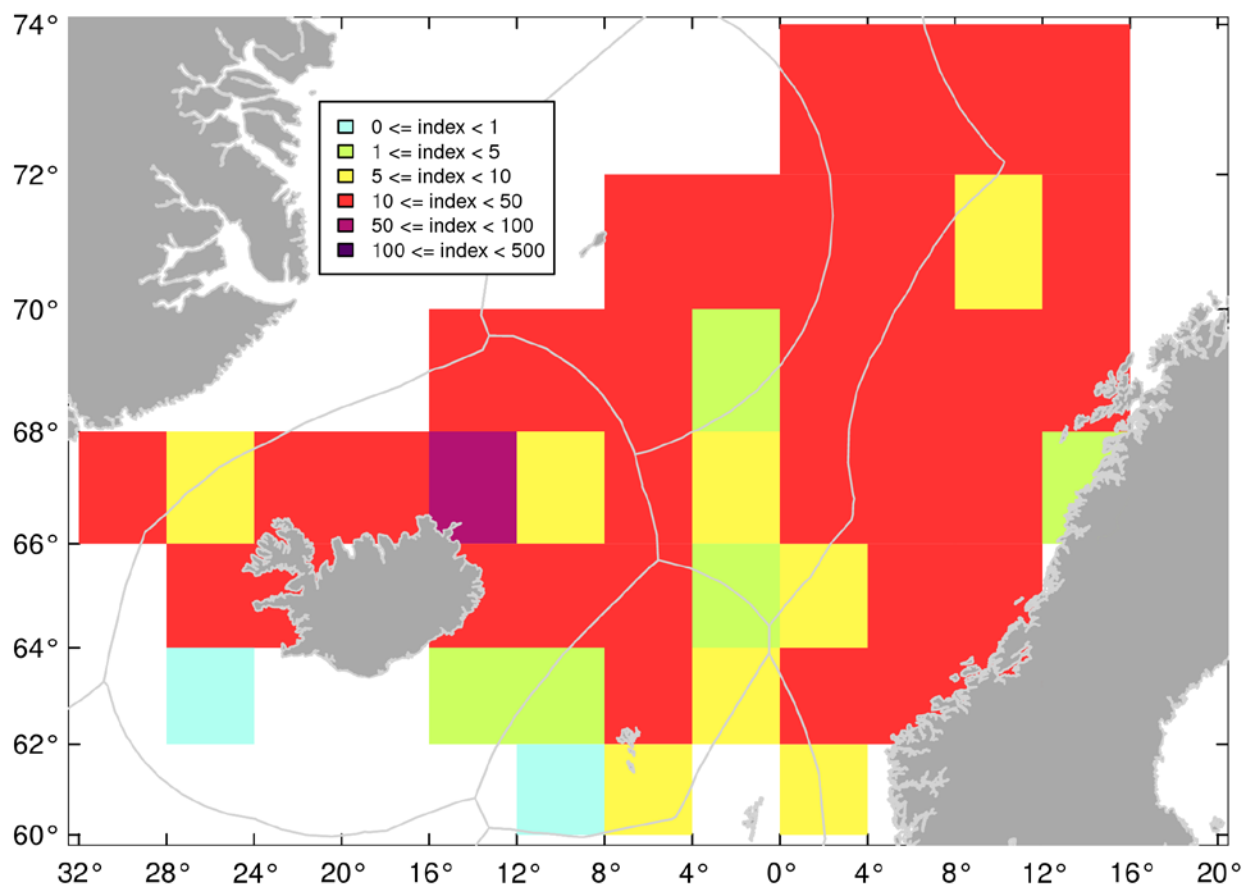 74°
0 <= index < 1
1 <= index < 5
72°
5 <= index < 10
10 <= index < 50
50 <= index < 100
100 <= index < 500
70°
68°
66°
64°
62°
60°
32° 28° 24° 20° 16° 12° 8° 4° 0° 4° 8° 12° 16° 20°